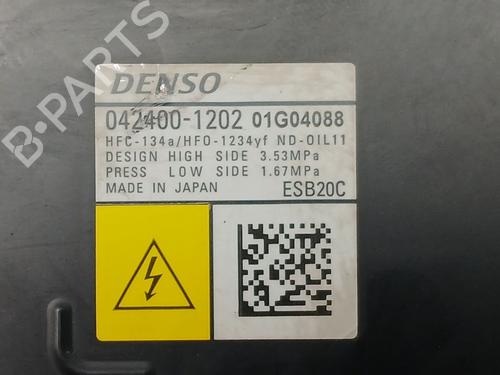 B-PARTS
DENSO
042400-1202 01G04088
HFC-134a/HFO-1234yf ND-OIL11
DESIGN HIGH SIDE 3.53MPa
PRESS LOW SIDE 1.67MPa
MADE IN JAPAN ESB20C